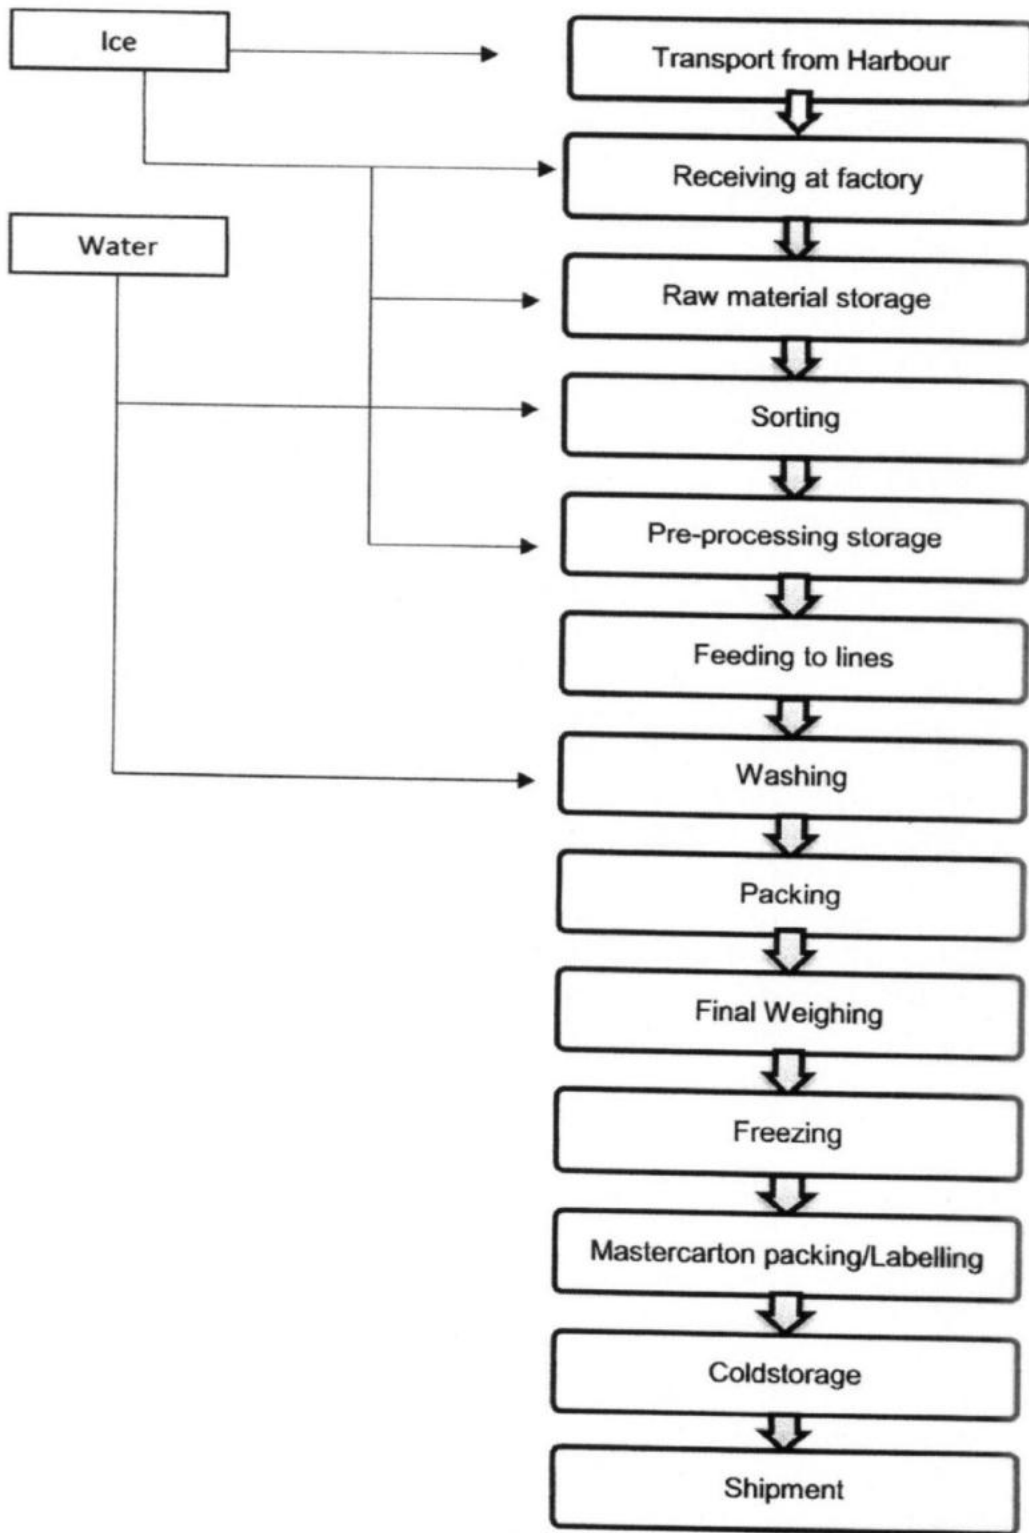 Ice
Transport from Harbour
Receiving at factory
Water
Raw material storage
Sorting
Pre-processing storage
Feeding to lines
Washing
Packing
Final Weighing
Freezing
Mastercarton packing/Labelling
Coldstorage
Shipment